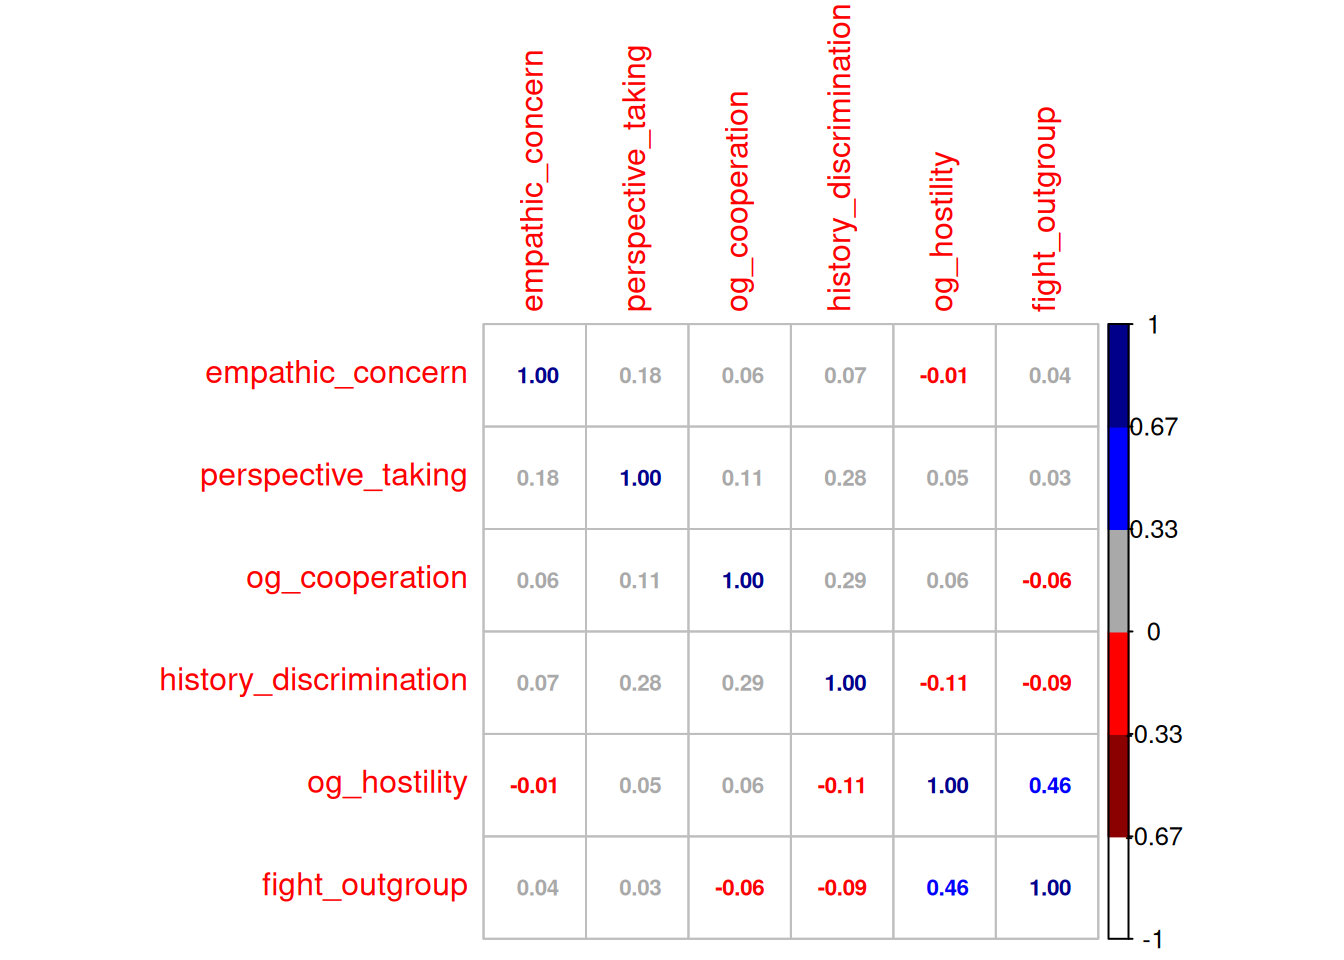 empathic_concern
perspective_taking
og_cooperation
history_discrimination
og_hostility
fight_outgroup
empathic_concern 1.00 0.18 0.06 0.07 -0.01 0.04
perspective_taking 0.18 1.00 0.11 0.28 0.05 0.03
og_cooperation 0.06 0.11 1.00 0.29 0.06 -0.06
history_discrimination 0.07 0.28 0.29 1.00 -0.11 -0.09
og_hostility -0.01 0.05 0.06 -0.11 1.00 0.46
fight_outgroup 0.04 0.03 -0.06 -0.09 0.46 1.00
1
0.67
0.33
0
-0.33
-0.67
-1